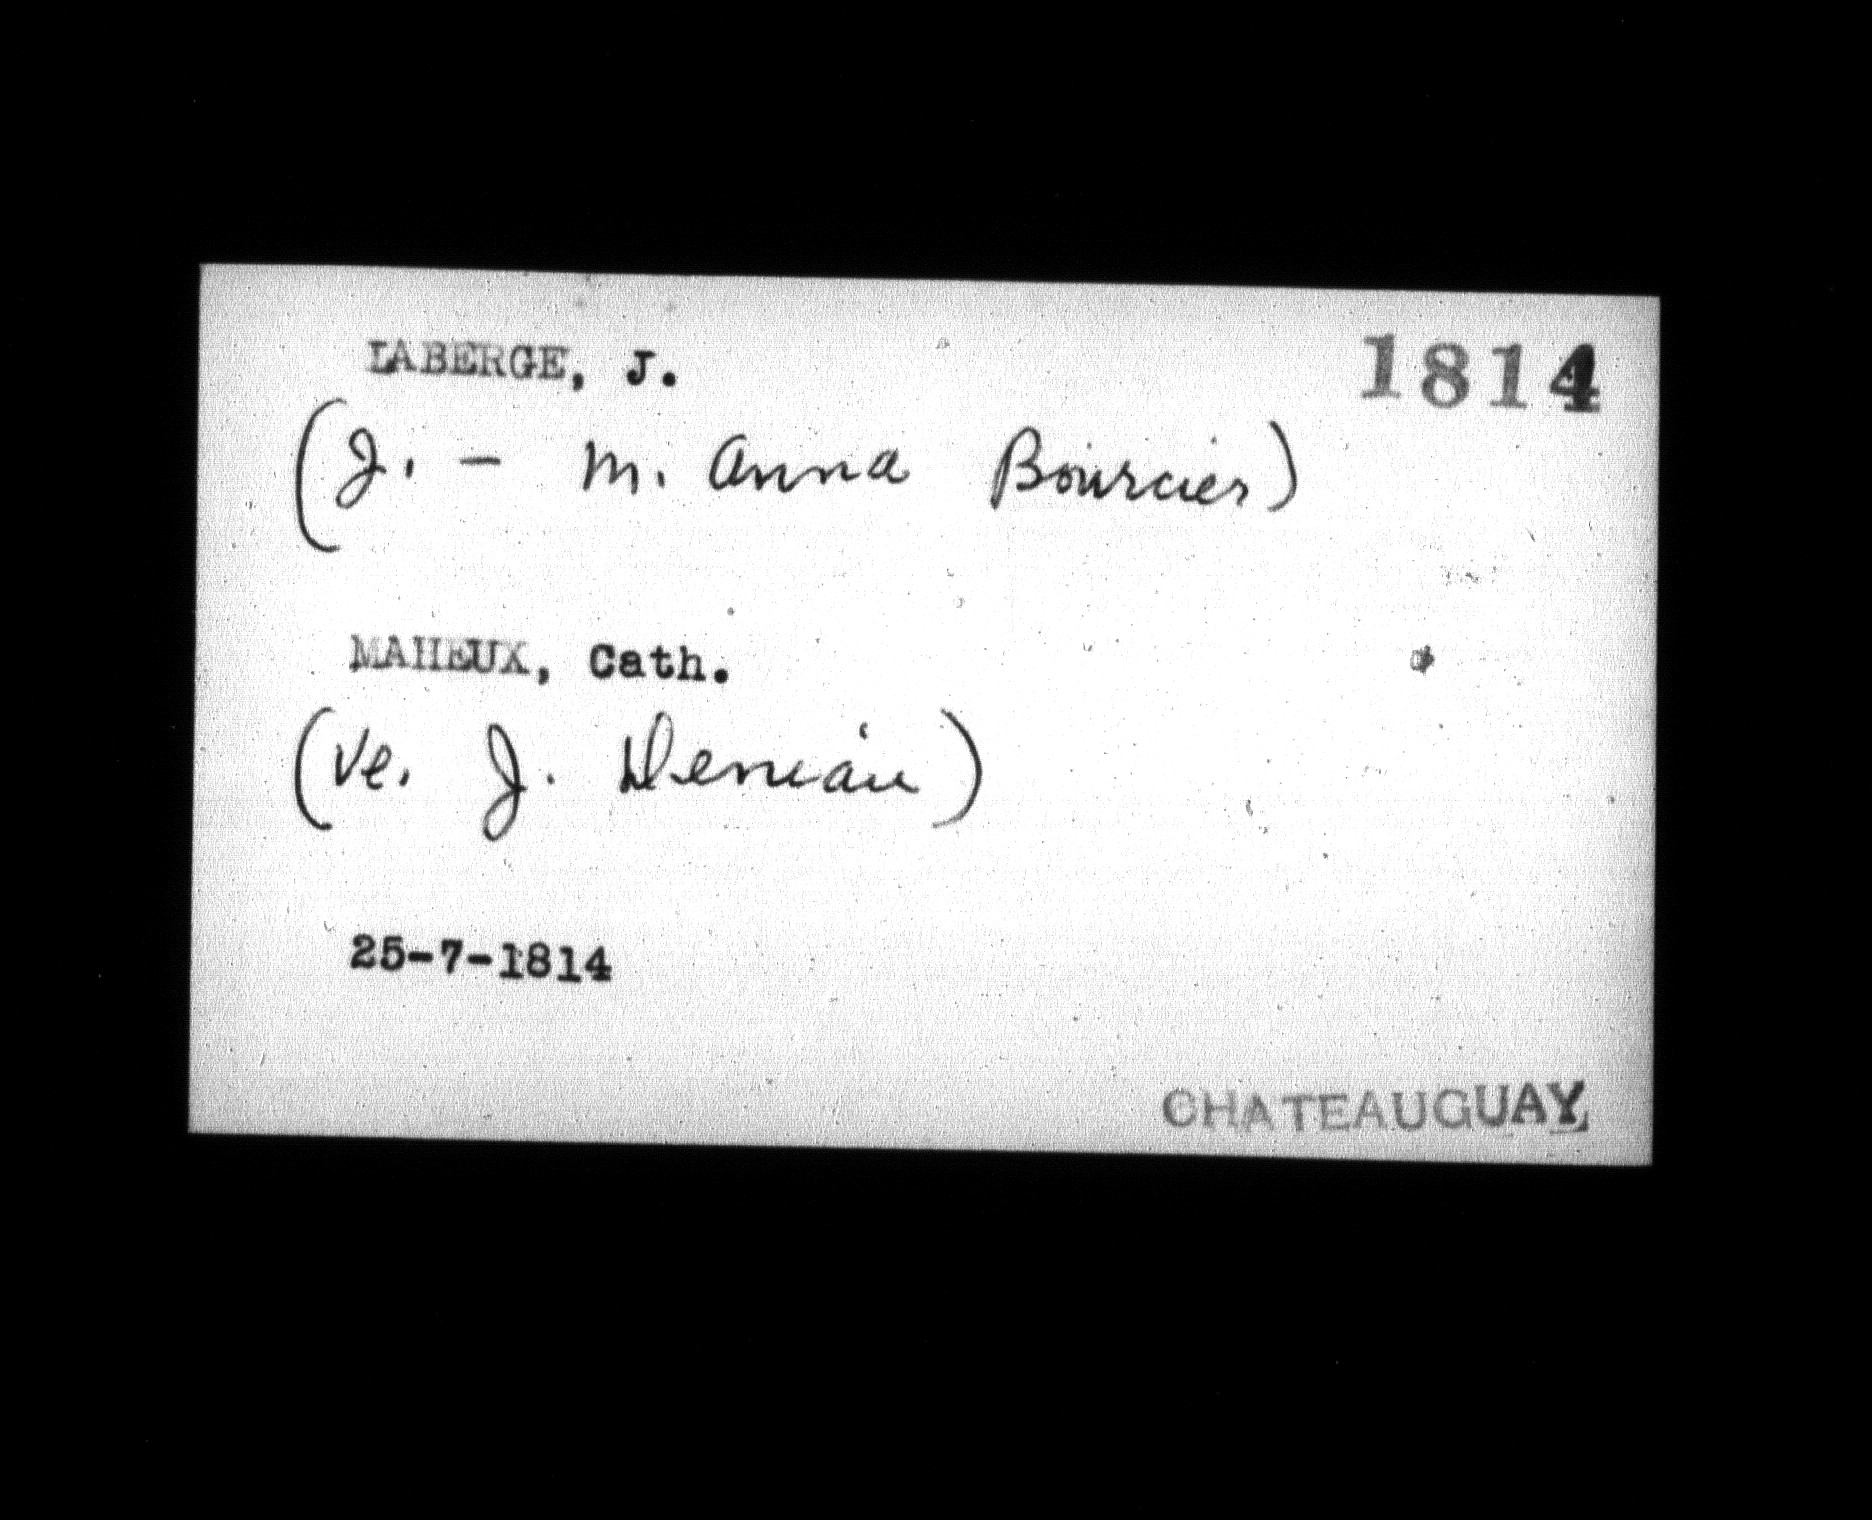 LABERGE, J.
1814
(J. - M. Anna Bourcier)
MAHEUX, Cath.
(Ve. J. Deneau)
25-7-1814
CHATEAUGUAY